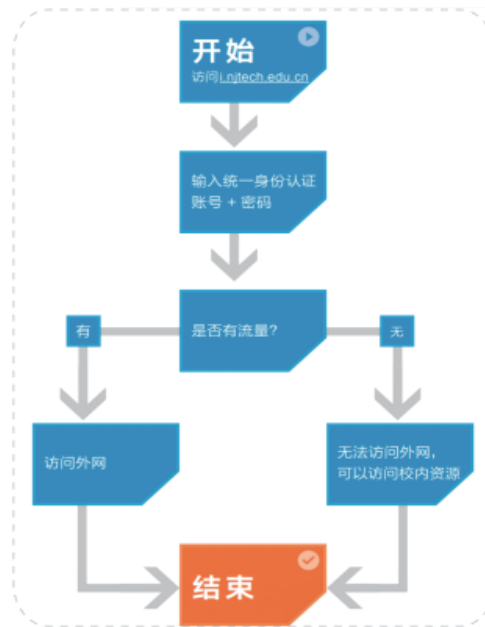 开始
访问i.njtech.edu.cn
输入统一身份认证
账号 + 密码
有
是否有流量?
无
访问外网
无法访问外网,
可以访问校内资源
结束